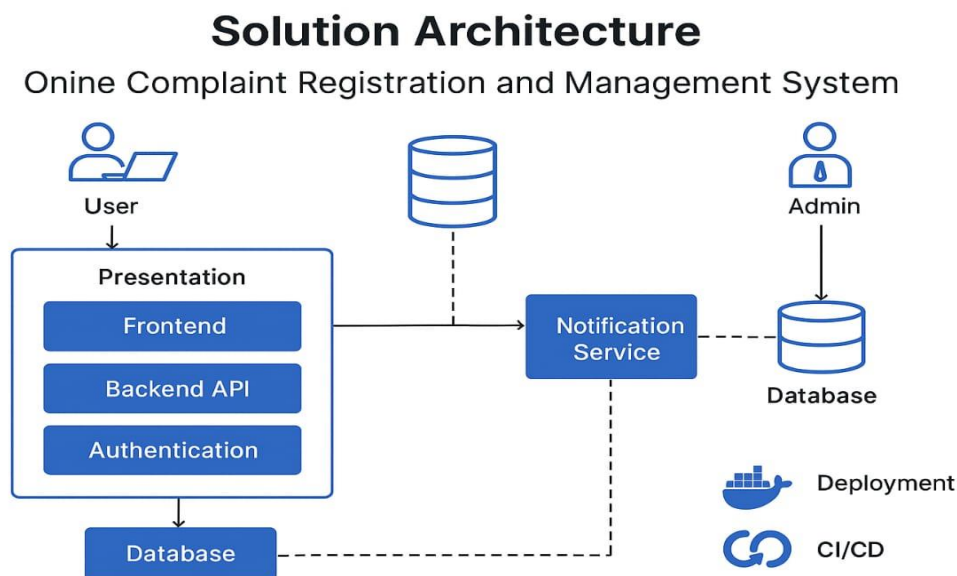 Solution Architecture
Onine Complaint Registration and Management System
User
Admin
Presentation
Frontend
Backend API
Authentication
Notification
Service
Database
Database
Deployment
CI/CD